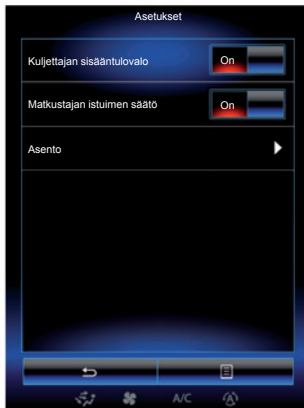 Asetukset
Kuljettajan sisääntulovalo On
Matkustajan istuimen säätö On
Asento
A/C
A